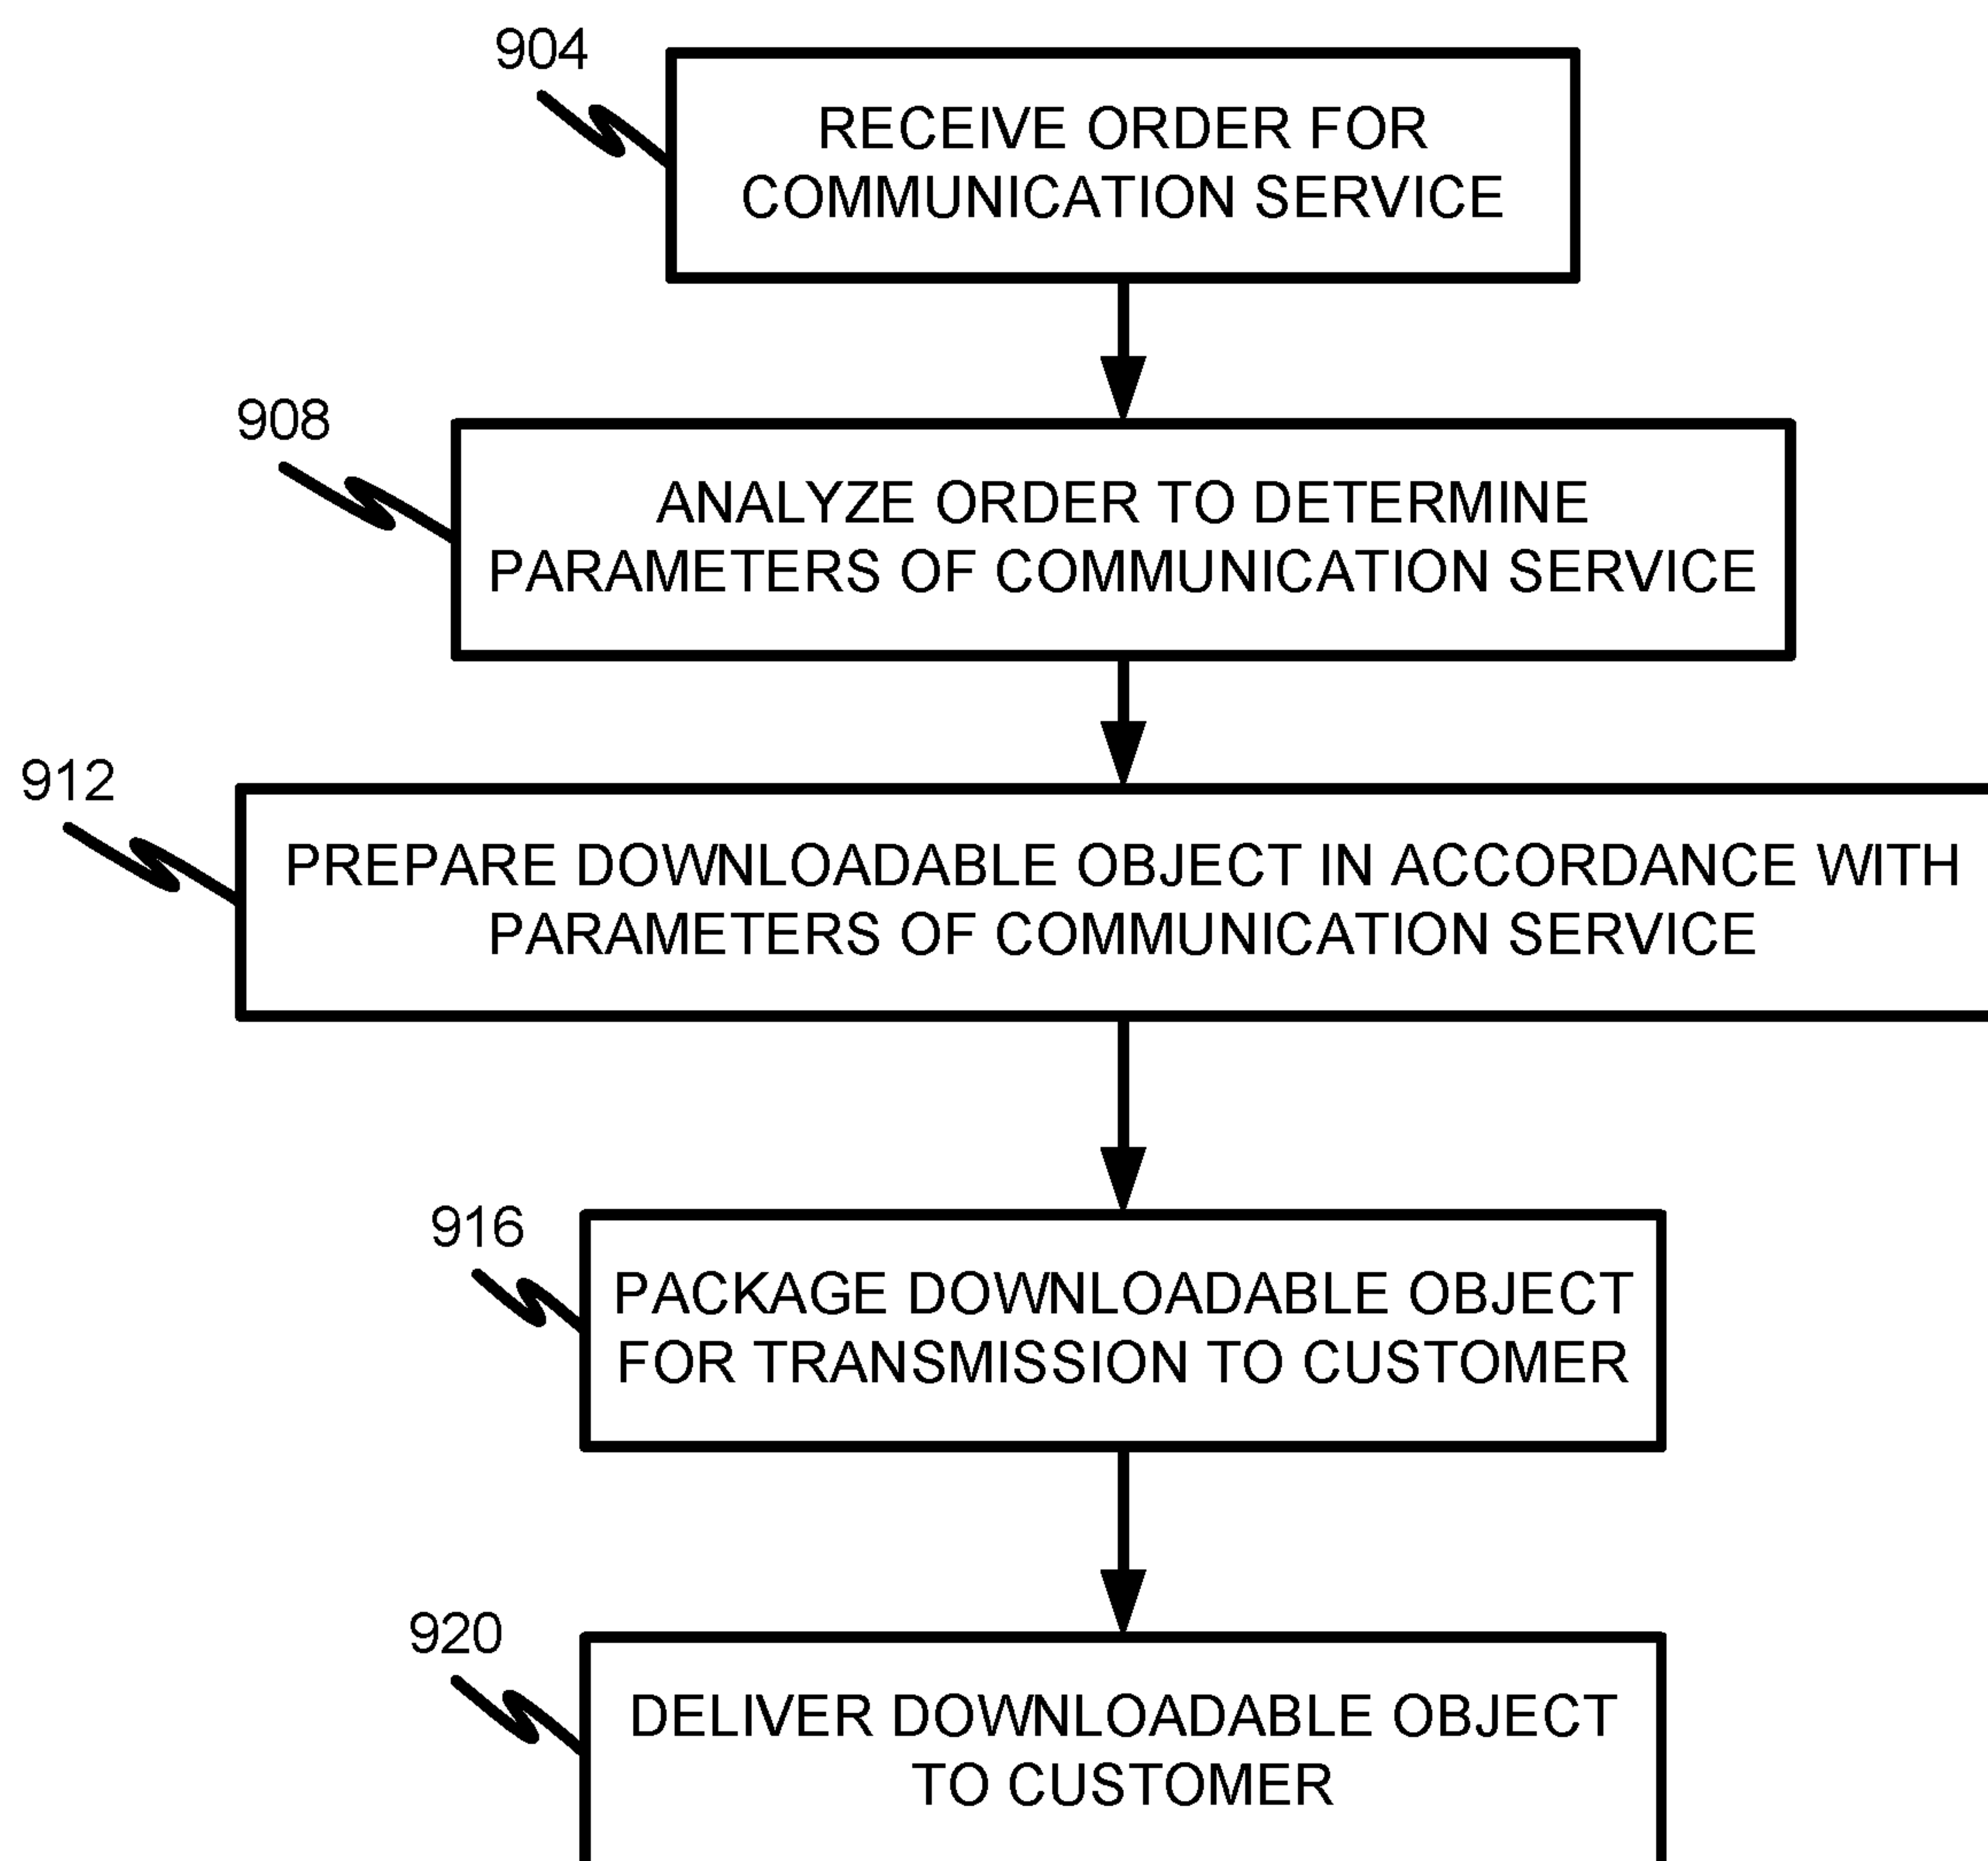 904
RECEIVE ORDER FOR
COMMUNICATION SERVICE
908
ANALYZE ORDER TO DETERMINE
PARAMETERS OF COMMUNICATION SERVICE
912
PREPARE DOWNLOADABLE OBJECT IN ACCORDANCE WITH
PARAMETERS OF COMMUNICATION SERVICE
916
PACKAGE DOWNLOADABLE OBJECT
FOR TRANSMISSION TO CUSTOMER
920
DELIVER DOWNLOADABLE OBJECT
TO CUSTOMER